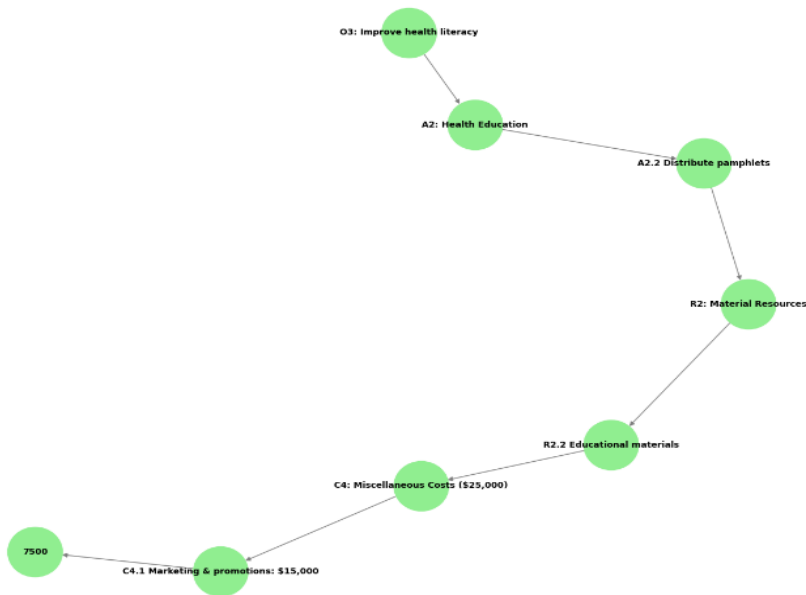 O3: Improve health literacy
A2: Health Education
A2.2 Distribute pamphlets
R2: Material Resources
R2.2 Educational materials
C4: Miscellaneous Costs ($25,000)
7500
C4.1 Marketing & promotions: $15,000